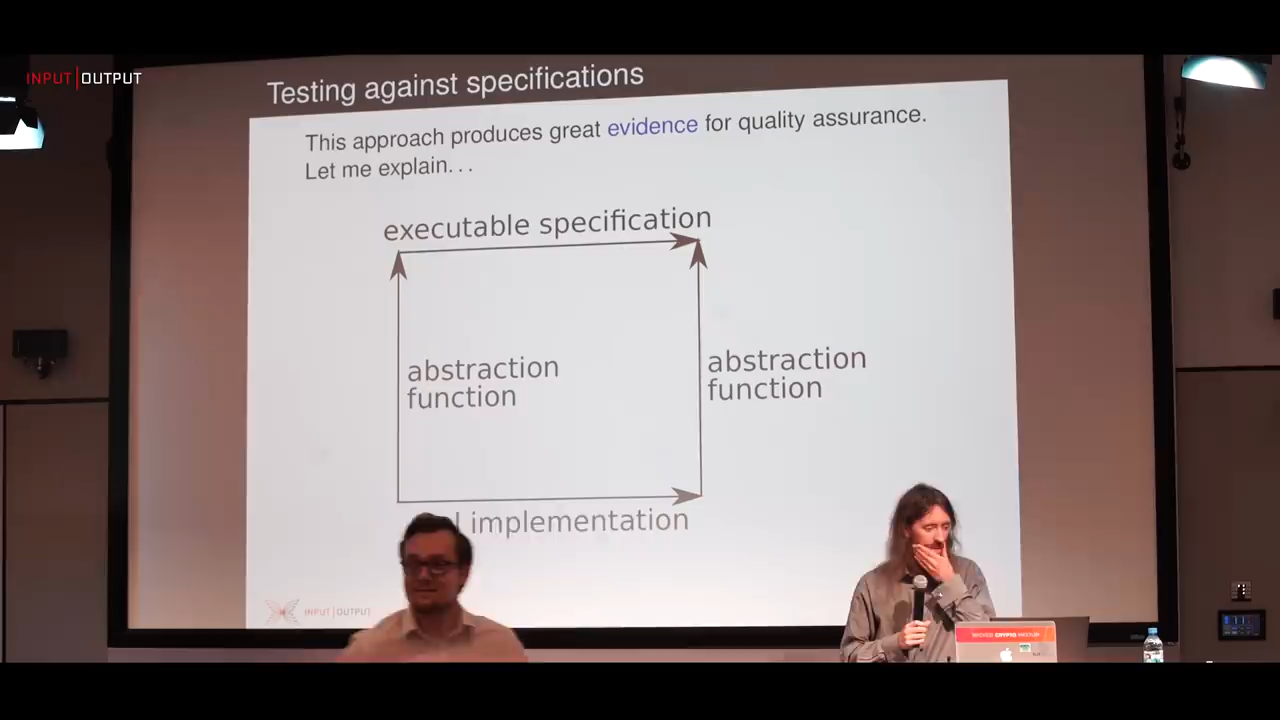 INPUT|OUTPUT
Testing against specifications
This approach produces great evidence for quality assurance.
Let me explain...
executable specification
abstraction
function
abstraction
function
implementation
INPUT|OUTPUT